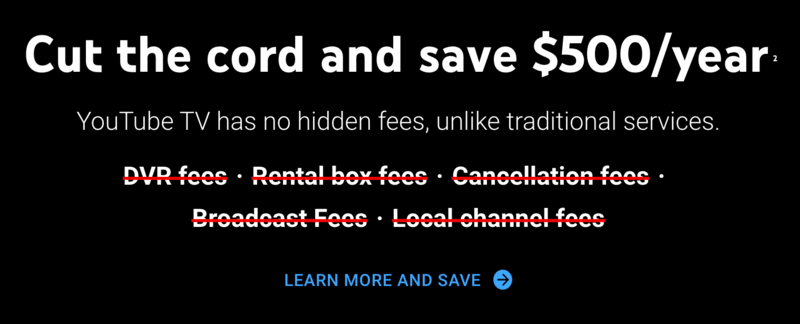 Cut the cord and save $500/year²
YouTube TV has no hidden fees, unlike traditional services.
DVR fees · Rental box fees · Cancellation fees ·
Broadcast Fees · Local channel fees
LEARN MORE AND SAVE